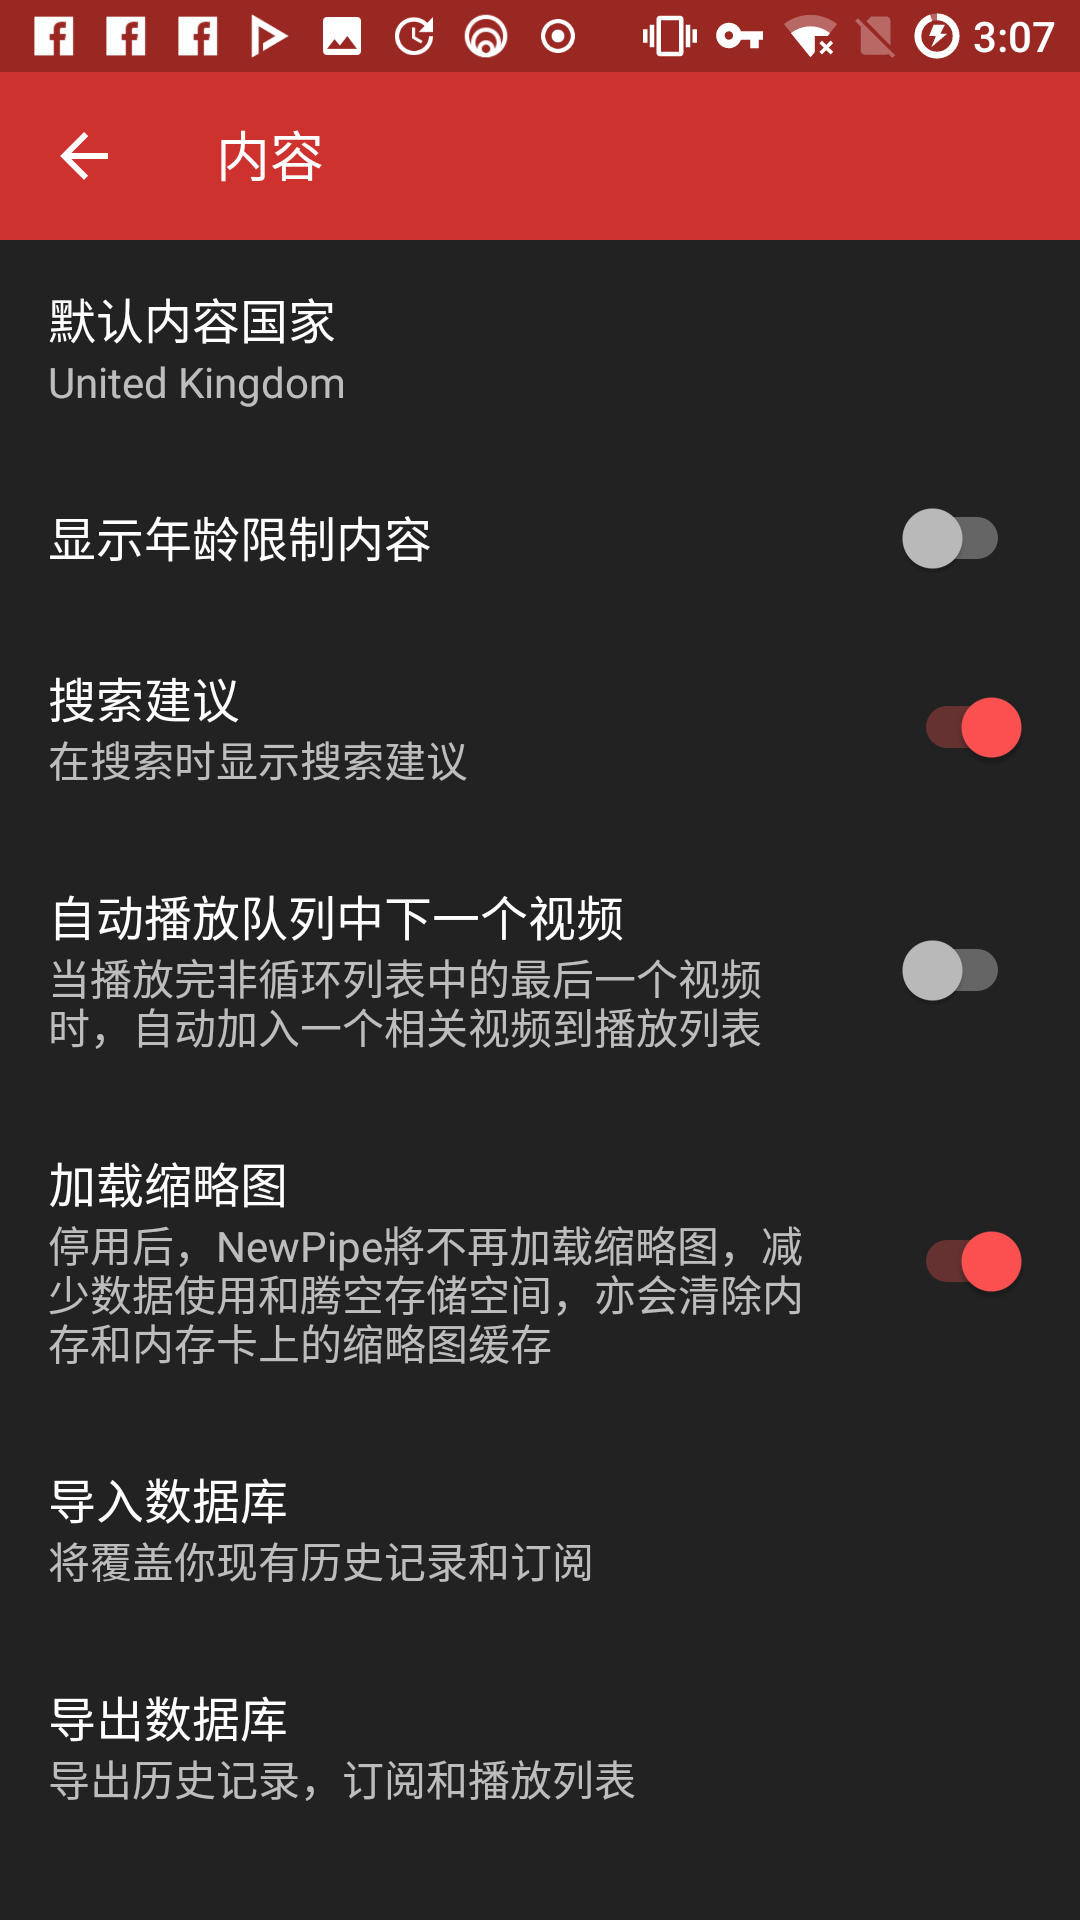 3:07
内容
默认内容国家
United Kingdom
显示年龄限制内容
搜索建议
在搜索时显示搜索建议
自动播放队列中下一个视频
当播放完非循环列表中的最后一个视频
时，自动加入一个相关视频到播放列表
加载缩略图
停用后，NewPipe將不再加载缩略图，减
少数据使用和腾空存储空间，亦会清除内
存和内存卡上的缩略图缓存
导入数据库
将覆盖你现有历史记录和订阅
导出数据库
导出历史记录，订阅和播放列表